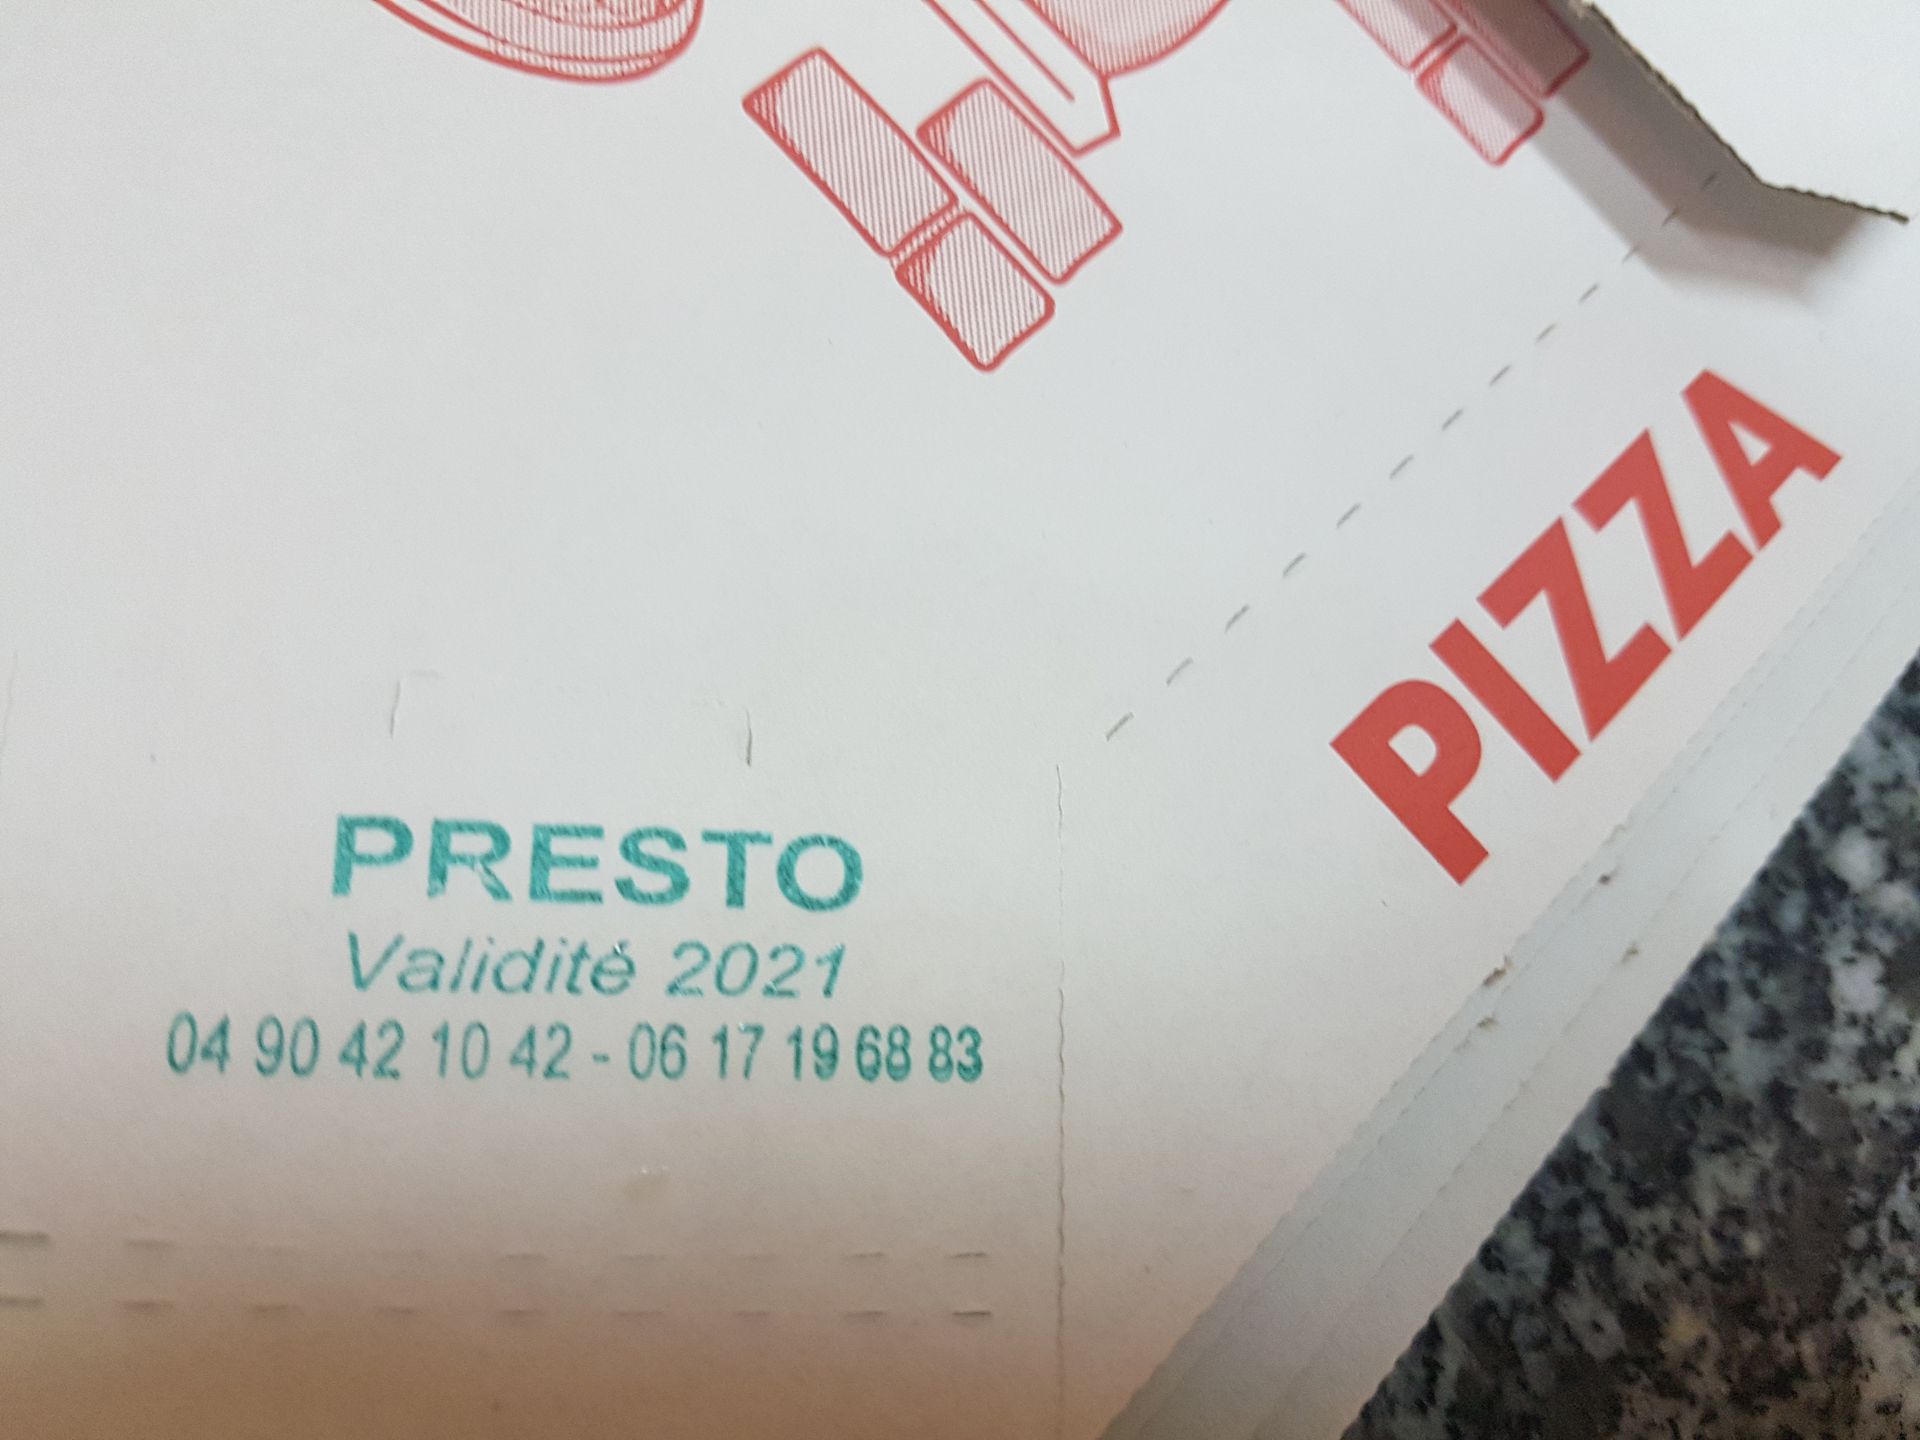 PIZZA
PRESTO
Validité 2021
04 90 42 10 42 - 06 17 19 68 83